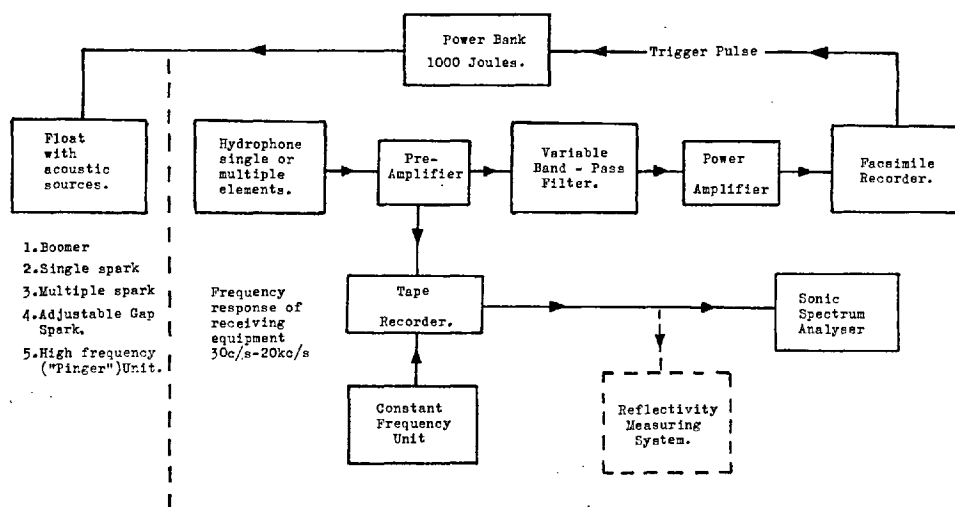 Power Bank
1000 Joules.
Trigger Pulse
Float
with
acoustic
sources.
Hydrophone
single or
multiple
elements.
Pre-
Amplifier
Variable
Band - Pass
Filter.
Power
Amplifier
Facsimile
Recorder.
1.Boomer
2.Single spark
3.Multiple spark
4.Adjustable Gap
Spark.
5.High frequency
("Pinger")Unit.
Frequency
response of
receiving
equipment
30c/s-20kc/s
Tape
Recorder.
Sonic
Spectrum
Analyser
Constant
Frequency
Unit
Reflectivity
Measuring
System.